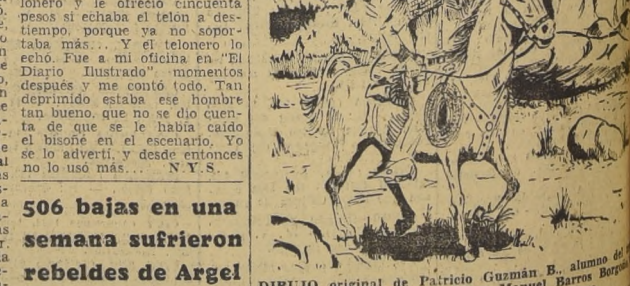 lonero y le ofreció cincuenta
pesos si echaba el telón a des-
tiempo, porque ya no sopor-
taba más... Y el telonero lo
echó. Fue a mi oficina en "El
Diario Ilustrado" momentos
después y me contó todo. Tan
deprimido estaba ese hombre
tan bueno, que no se dio cuen-
ta de que se le había caído
el bisoñé en el escenario. Yo
se lo advertí, y desde entonces
no lo usó más... N.Y.S.
506 bajas en una
semana sufrieron
rebeldes de Argel
DIBUJO original de Patricio Guzmán B., alumno del
Manuel Barros Borgoño